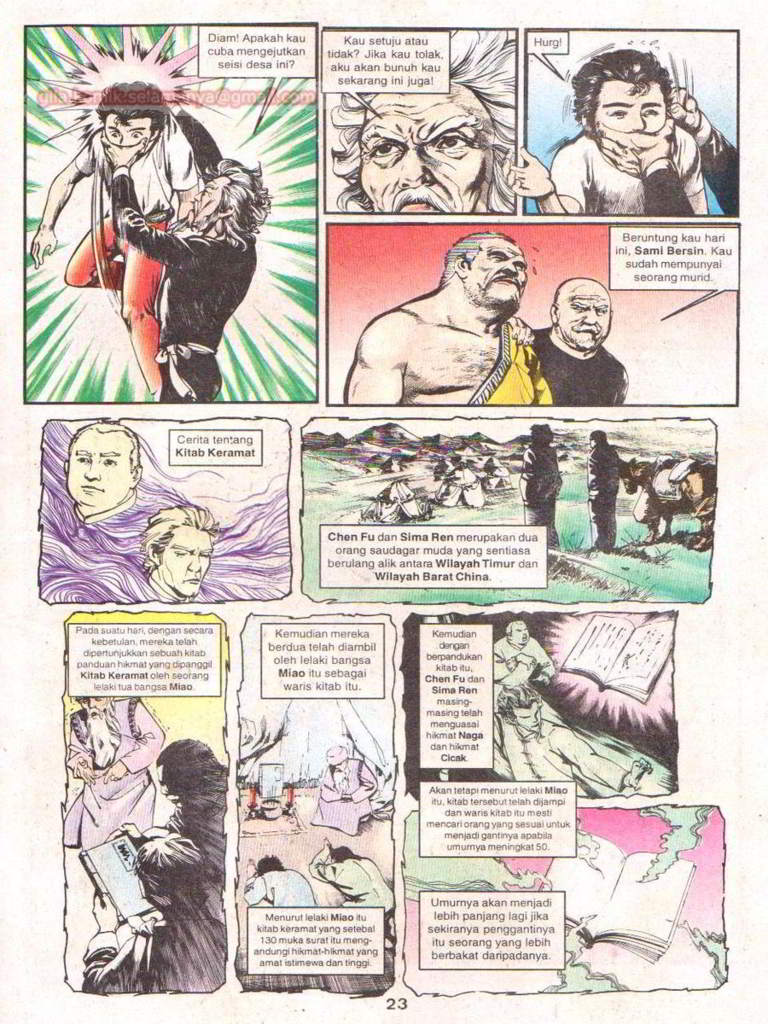 Diam! Apakah kau
cuba mengejutkan
seisi desa ini?
Kau setuju atau
tidak? Jika kau tolak,
aku akan bunuh kau
sekarang ini juga!
Hurg!
Beruntung kau hari
ini, Sami Bersin. Kau
sudah mempunyai
seorang murid.
Cerita tentang
Kitab Keramat
Chen Fu dan Sima Ren merupakan dua
orang saudagar muda yang sentiasa
berulang alik antara Wilayah Timur dan
Wilayah Barat China.
Pada suatu hari, dengan secara
kebetulan, mereka telah
dipertunjukkan sebuah kitab
panduan hikmat yang dipanggil
Kitab Keramat oleh seorang
lelaki tua bangsa Miao.
Kemudian mereka
berdua telah diambil
oleh lelaki bangsa
Miao itu sebagai
waris kitab itu.
Menurut lelaki Miao itu
kitab keramat yang setebal
130 muka surat itu meng-
andungi hikmat-hikmat yang
amat istimewa dan tinggi.
Kemudian
dengan
berpandukan
kitab itu,
Chen Fu dan
Sima Ren
masing-
masing telah
menguasai
hikmat Naga
dan hikmat
Cicak.
Akan tetapi menurut lelaki Miao
itu, kitab tersebut telah dijampi
dan waris kitab itu mesti
mencari orang yang sesuai untuk
menjadi gantinya apabila
umurnya meningkat 50.
Umurnya akan menjadi
lebih panjang lagi jika
sekiranya penggantinya
itu seorang yang lebih
berbakat daripadanya.
23